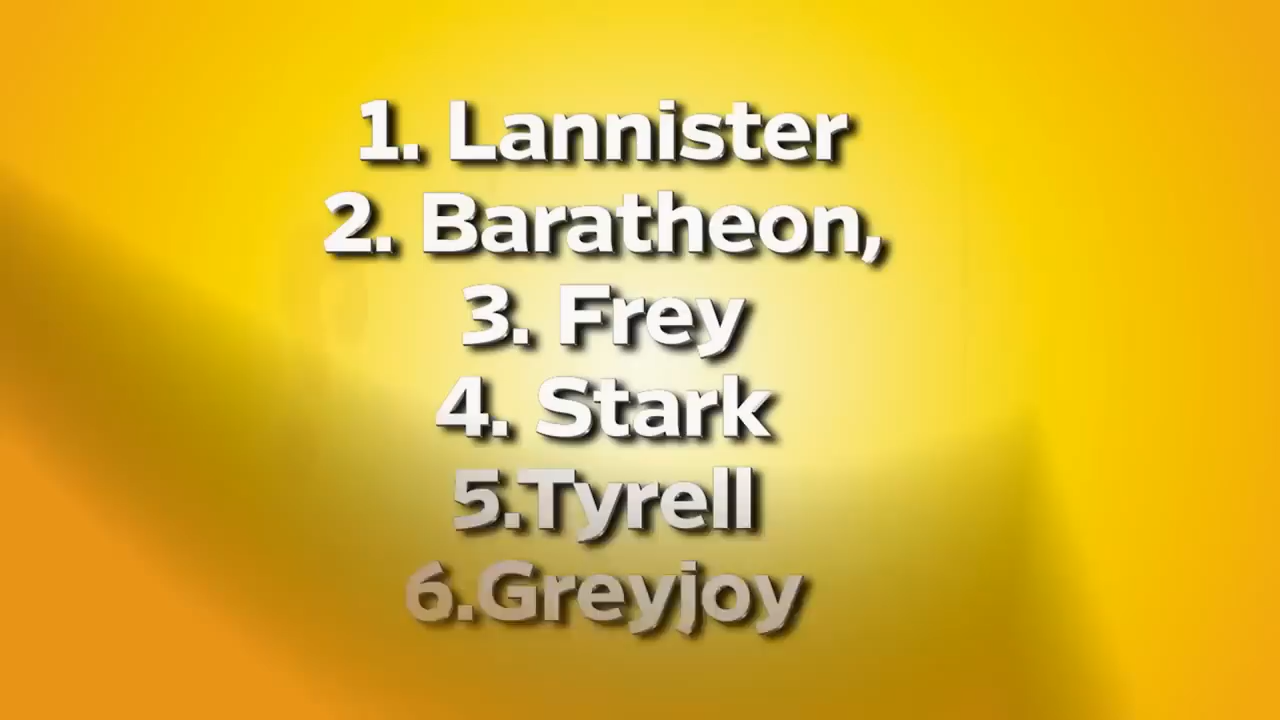 1. Lannister
2. Baratheon,
3. Frey
4. Stark
5.Tyrell
6.Greyjoy